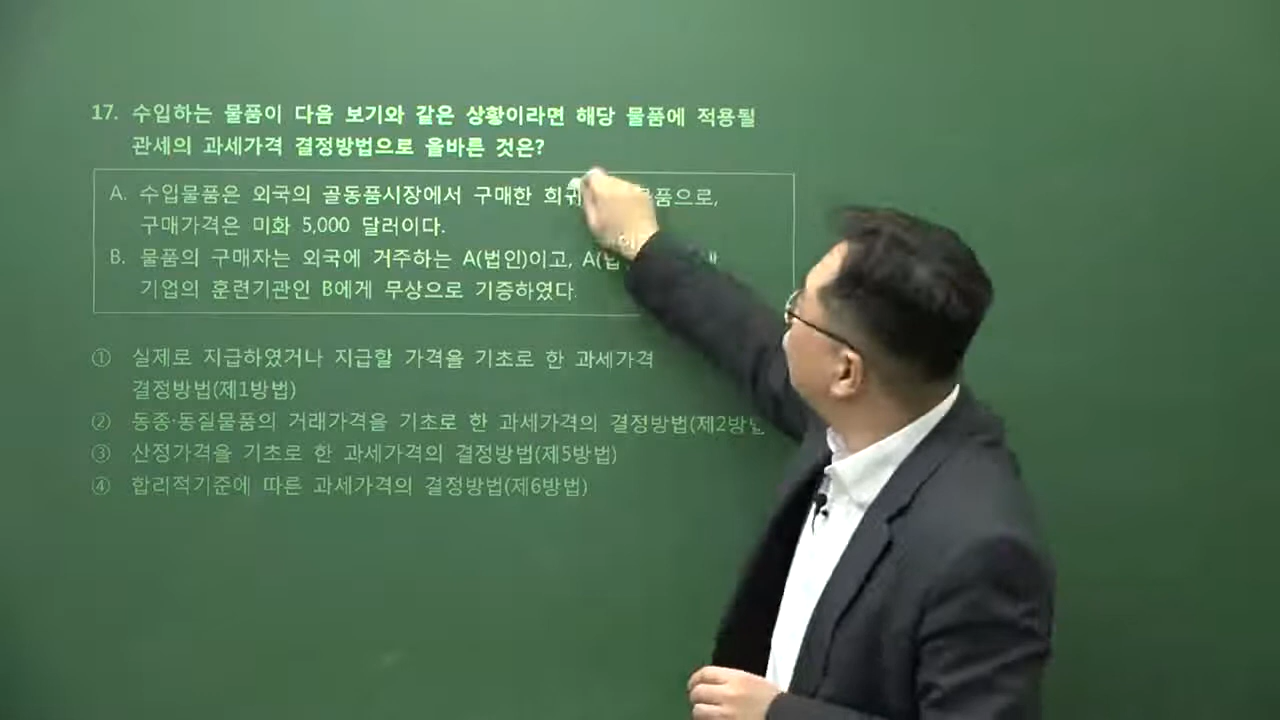 17. 수입하는 물품이 다음 보기와 같은 상황이라면 해당 물품에 적용될
관세의 과세가격 결정방법으로 올바른 것은?
A. 수입물품은 외국의 골동품시장에서 구매한
구매가격은 미화 5,000 달러이다.
B. 물품의 구매자는 외국에 거주하는 A(법인)이고,
기업의 훈련기관인 B에게 무상으로 기증하였다.
① 실제로 지급하였거나 지급할 가격을 기초로 한 과세가격
결정방법(제1방법)
② 동종·동질물품의 거래가격을 기초로 한 과세가격의 결정방법(제2방법
③ 산정가격을 기초로 한 과세가격의 결정방법(제5방법)
④ 합리적기준에 따른 과세가격의 결정방법(제6방법)